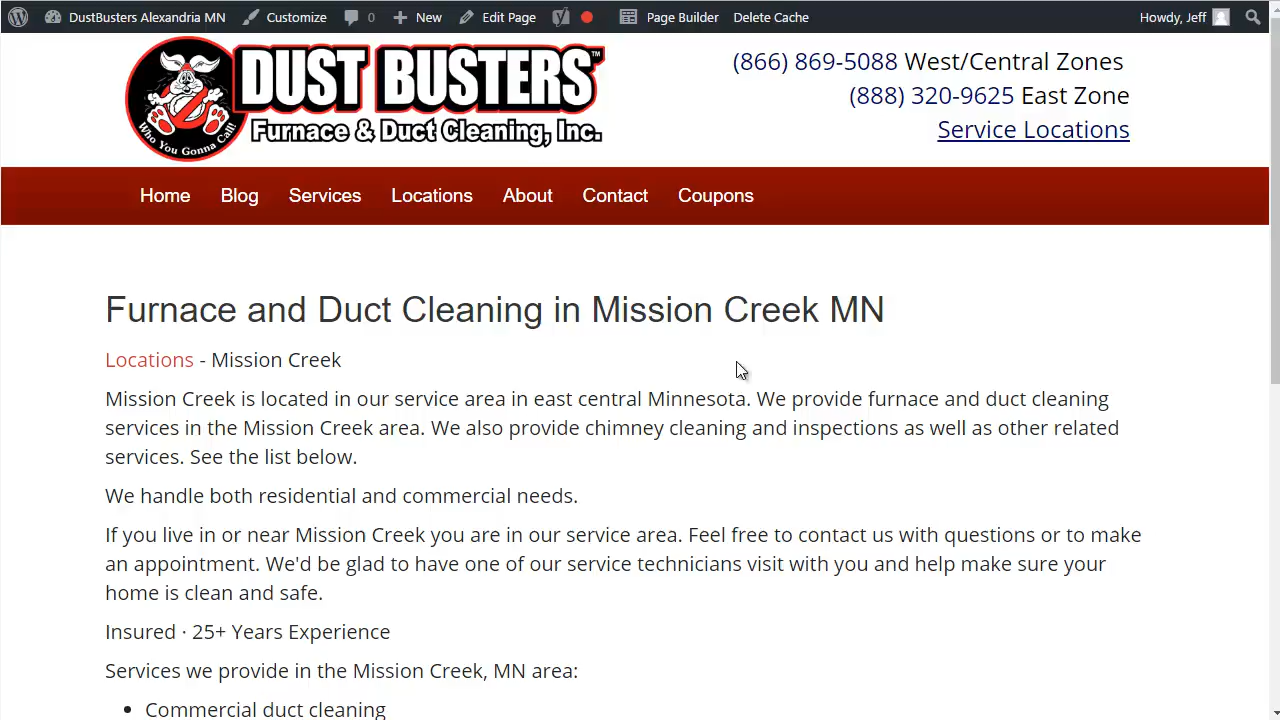 DustBusters Alexandria MN Customize 0 New Edit Page Page Builder Delete Cache Howdy, Jeff
DUST BUSTERS™
Furnace & Duct Cleaning, Inc.
Who You Gonna Call!
(866) 869-5088 West/Central Zones
(888) 320-9625 East Zone
Service Locations
Home Blog Services Locations About Contact Coupons
Furnace and Duct Cleaning in Mission Creek MN
Locations - Mission Creek
Mission Creek is located in our service area in east central Minnesota. We provide furnace and duct cleaning
services in the Mission Creek area. We also provide chimney cleaning and inspections as well as other related
services. See the list below.
We handle both residential and commercial needs.
If you live in or near Mission Creek you are in our service area. Feel free to contact us with questions or to make
an appointment. We'd be glad to have one of our service technicians visit with you and help make sure your
home is clean and safe.
Insured · 25+ Years Experience
Services we provide in the Mission Creek, MN area:
• Commercial duct cleaning